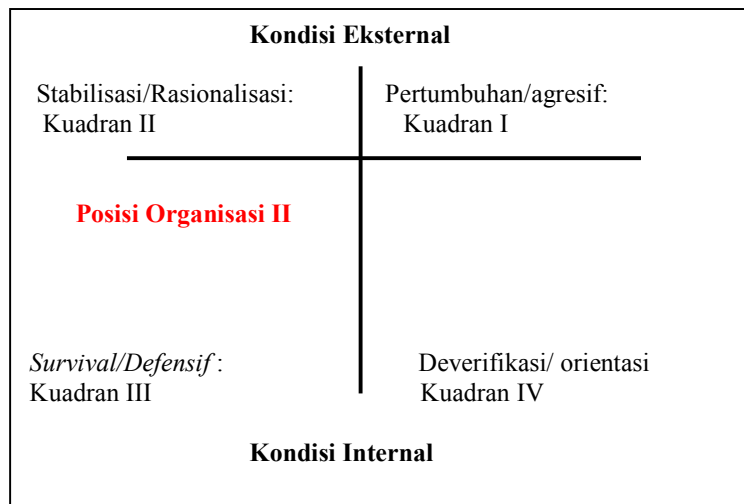 Kondisi Eksternal
Stabilisasi/Rasionalisasi:
Kuadran II
Pertumbuhan/agresif:
Kuadran I
Posisi Organisasi II
Survival/Defensif :
Kuadran III
Deverifikasi/ orientasi
Kuadran IV
Kondisi Internal